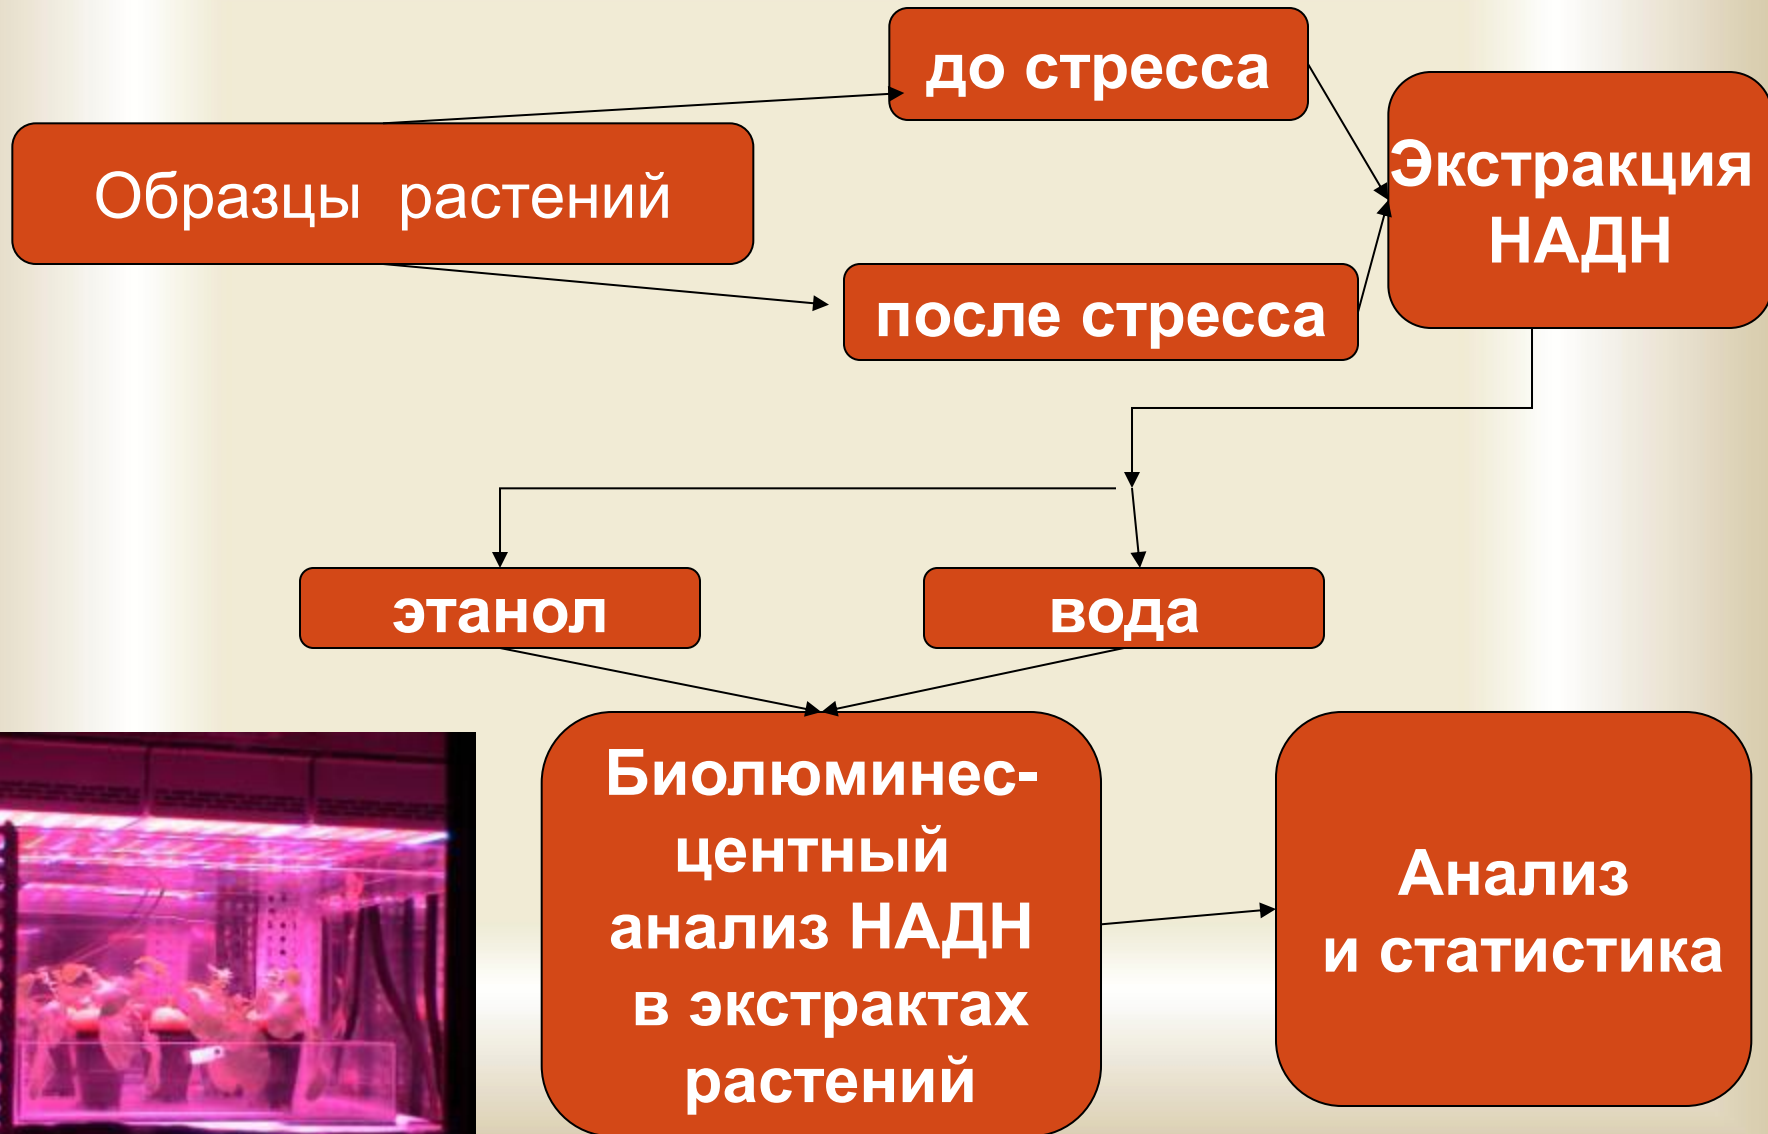 до стресса
Образцы растений
после стресса
Экстракция
НАДН
этанол
вода
Биолюминес-
центный
анализ НАДН
в экстрактах
растений
Анализ
и статистика